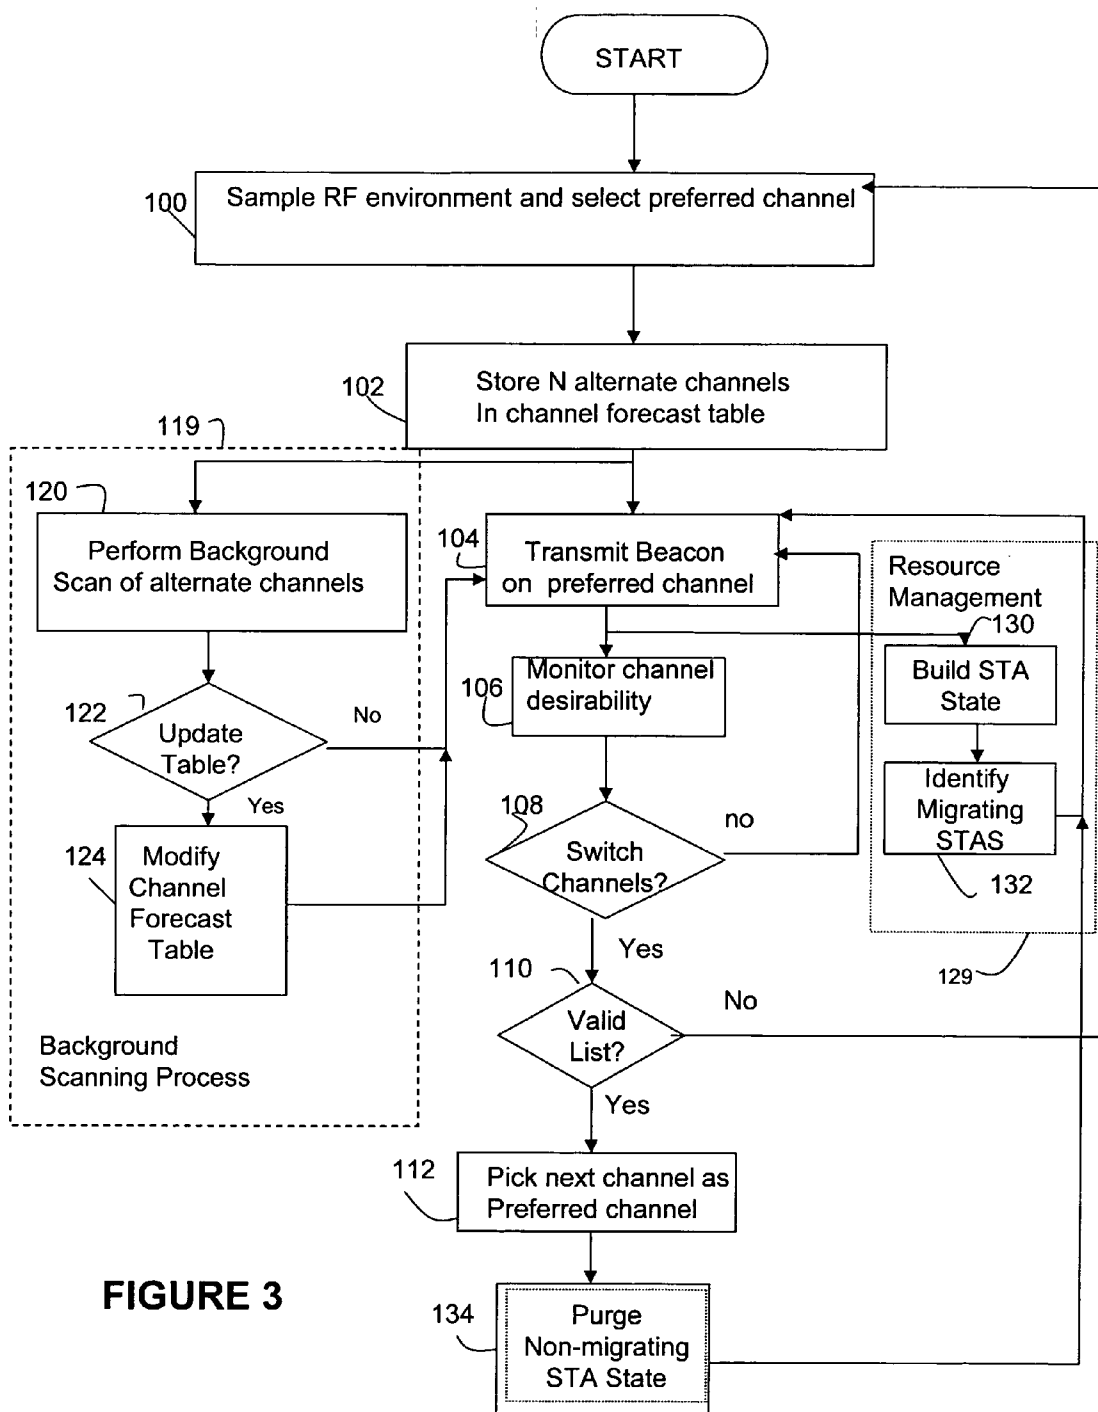 START
Sample RF environment and select preferred channel
100
Store N alternate channels
In channel forecast table
102
119
120
Perform Background
Scan of alternate channels
104
Transmit Beacon
on preferred channel
Resource
Management
130
Build STA
State
106
Monitor channel
desirability
122
Update
Table?
No
Yes
Identify
Migrating
STAS
132
108
Switch
Channels?
no
Yes
124
Modify
Channel
Forecast
Table
129
110
Valid
List?
No
Yes
Background
Scanning Process
112
Pick next channel as
Preferred channel
FIGURE 3
134
Purge
Non-migrating
STA State